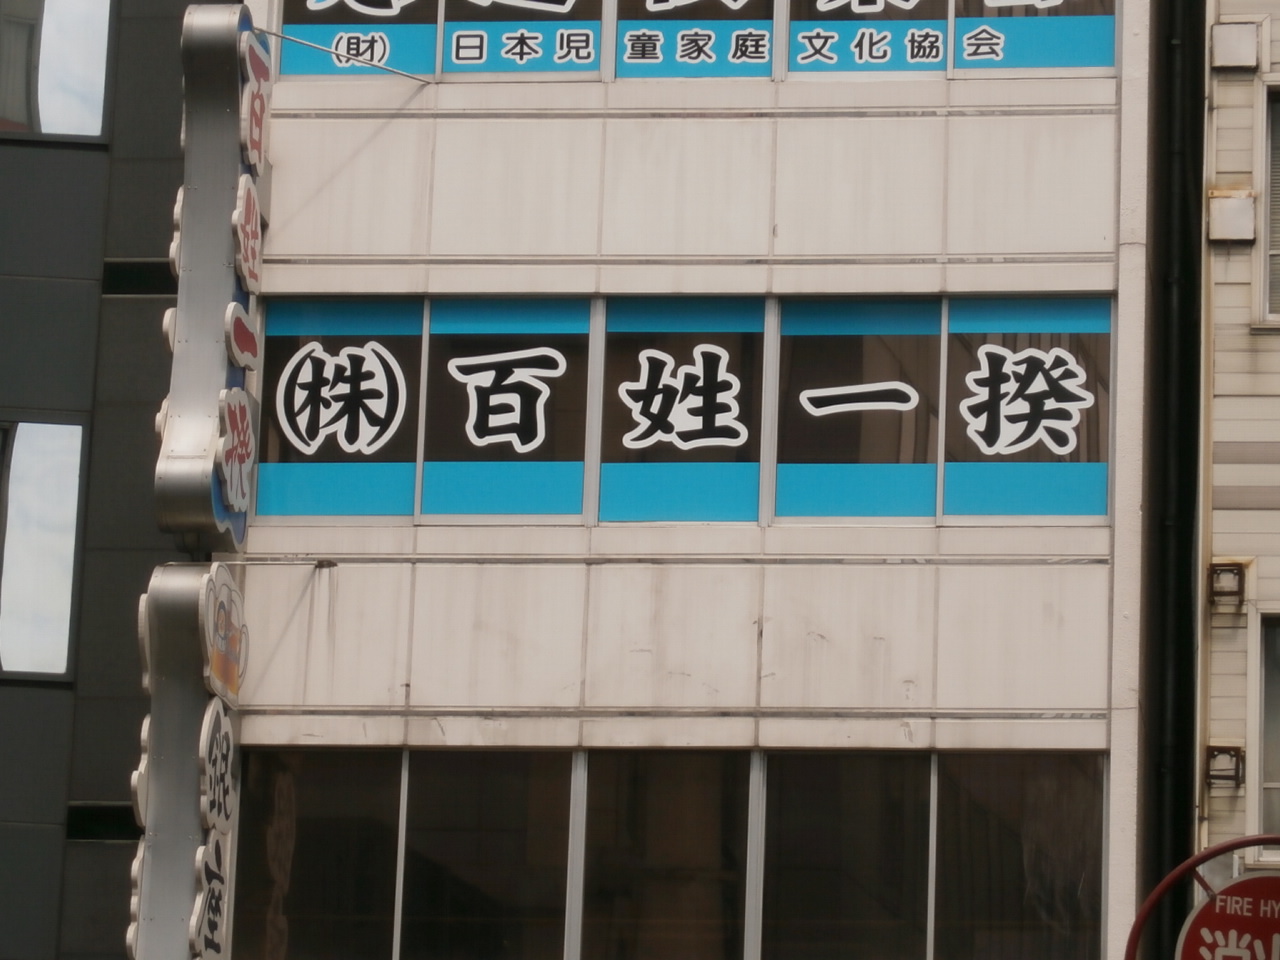 (財)日本児童家庭文化協会
(株)百姓一揆
百姓一揆
FIRE HY